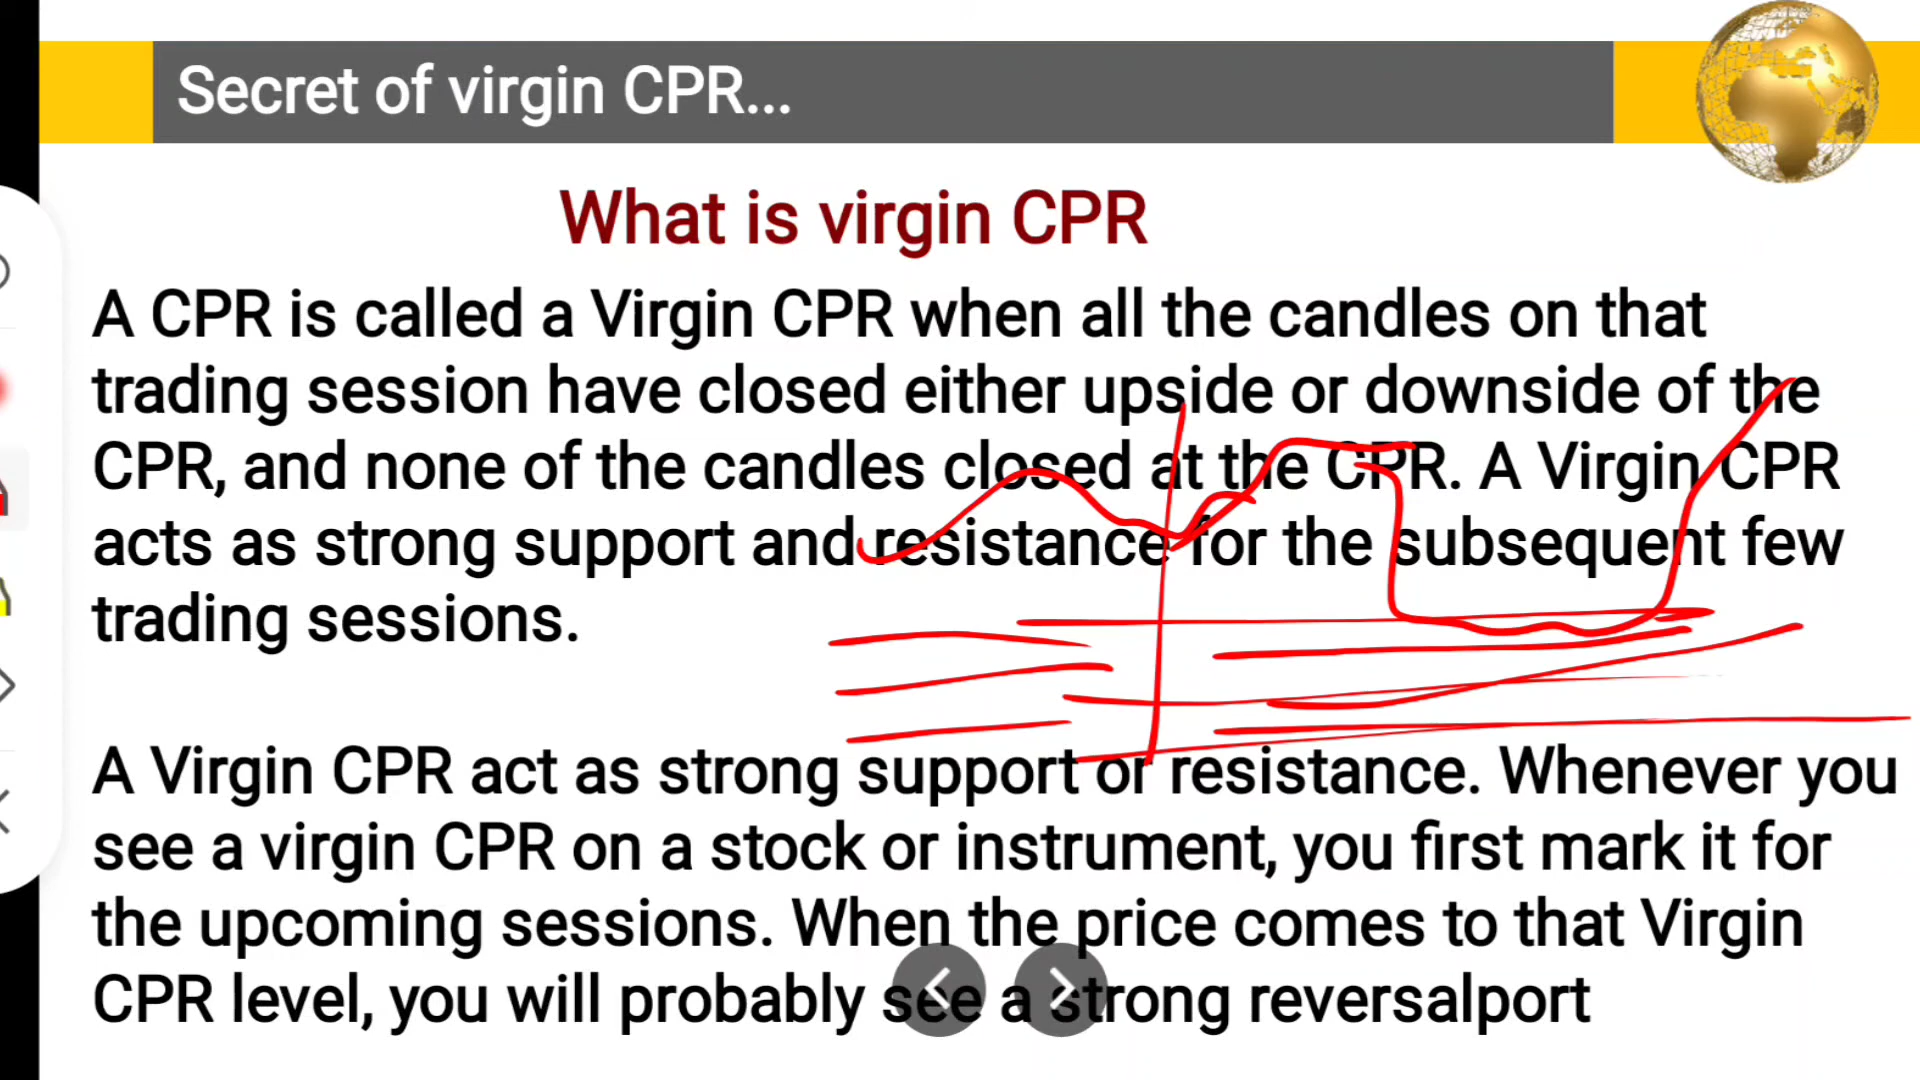 Secret of virgin CPR...
What is virgin CPR
A CPR is called a Virgin CPR when all the candles on that
trading session have closed either upside or downside of the
CPR, and none of the candles closed at the CPR. A Virgin CPR
acts as strong support and resistance for the subsequent few
trading sessions.
A Virgin CPR act as strong support or resistance. Whenever you
see a virgin CPR on a stock or instrument, you first mark it for
the upcoming sessions. When the price comes to that Virgin
CPR level, you will probably see a strong reversalport